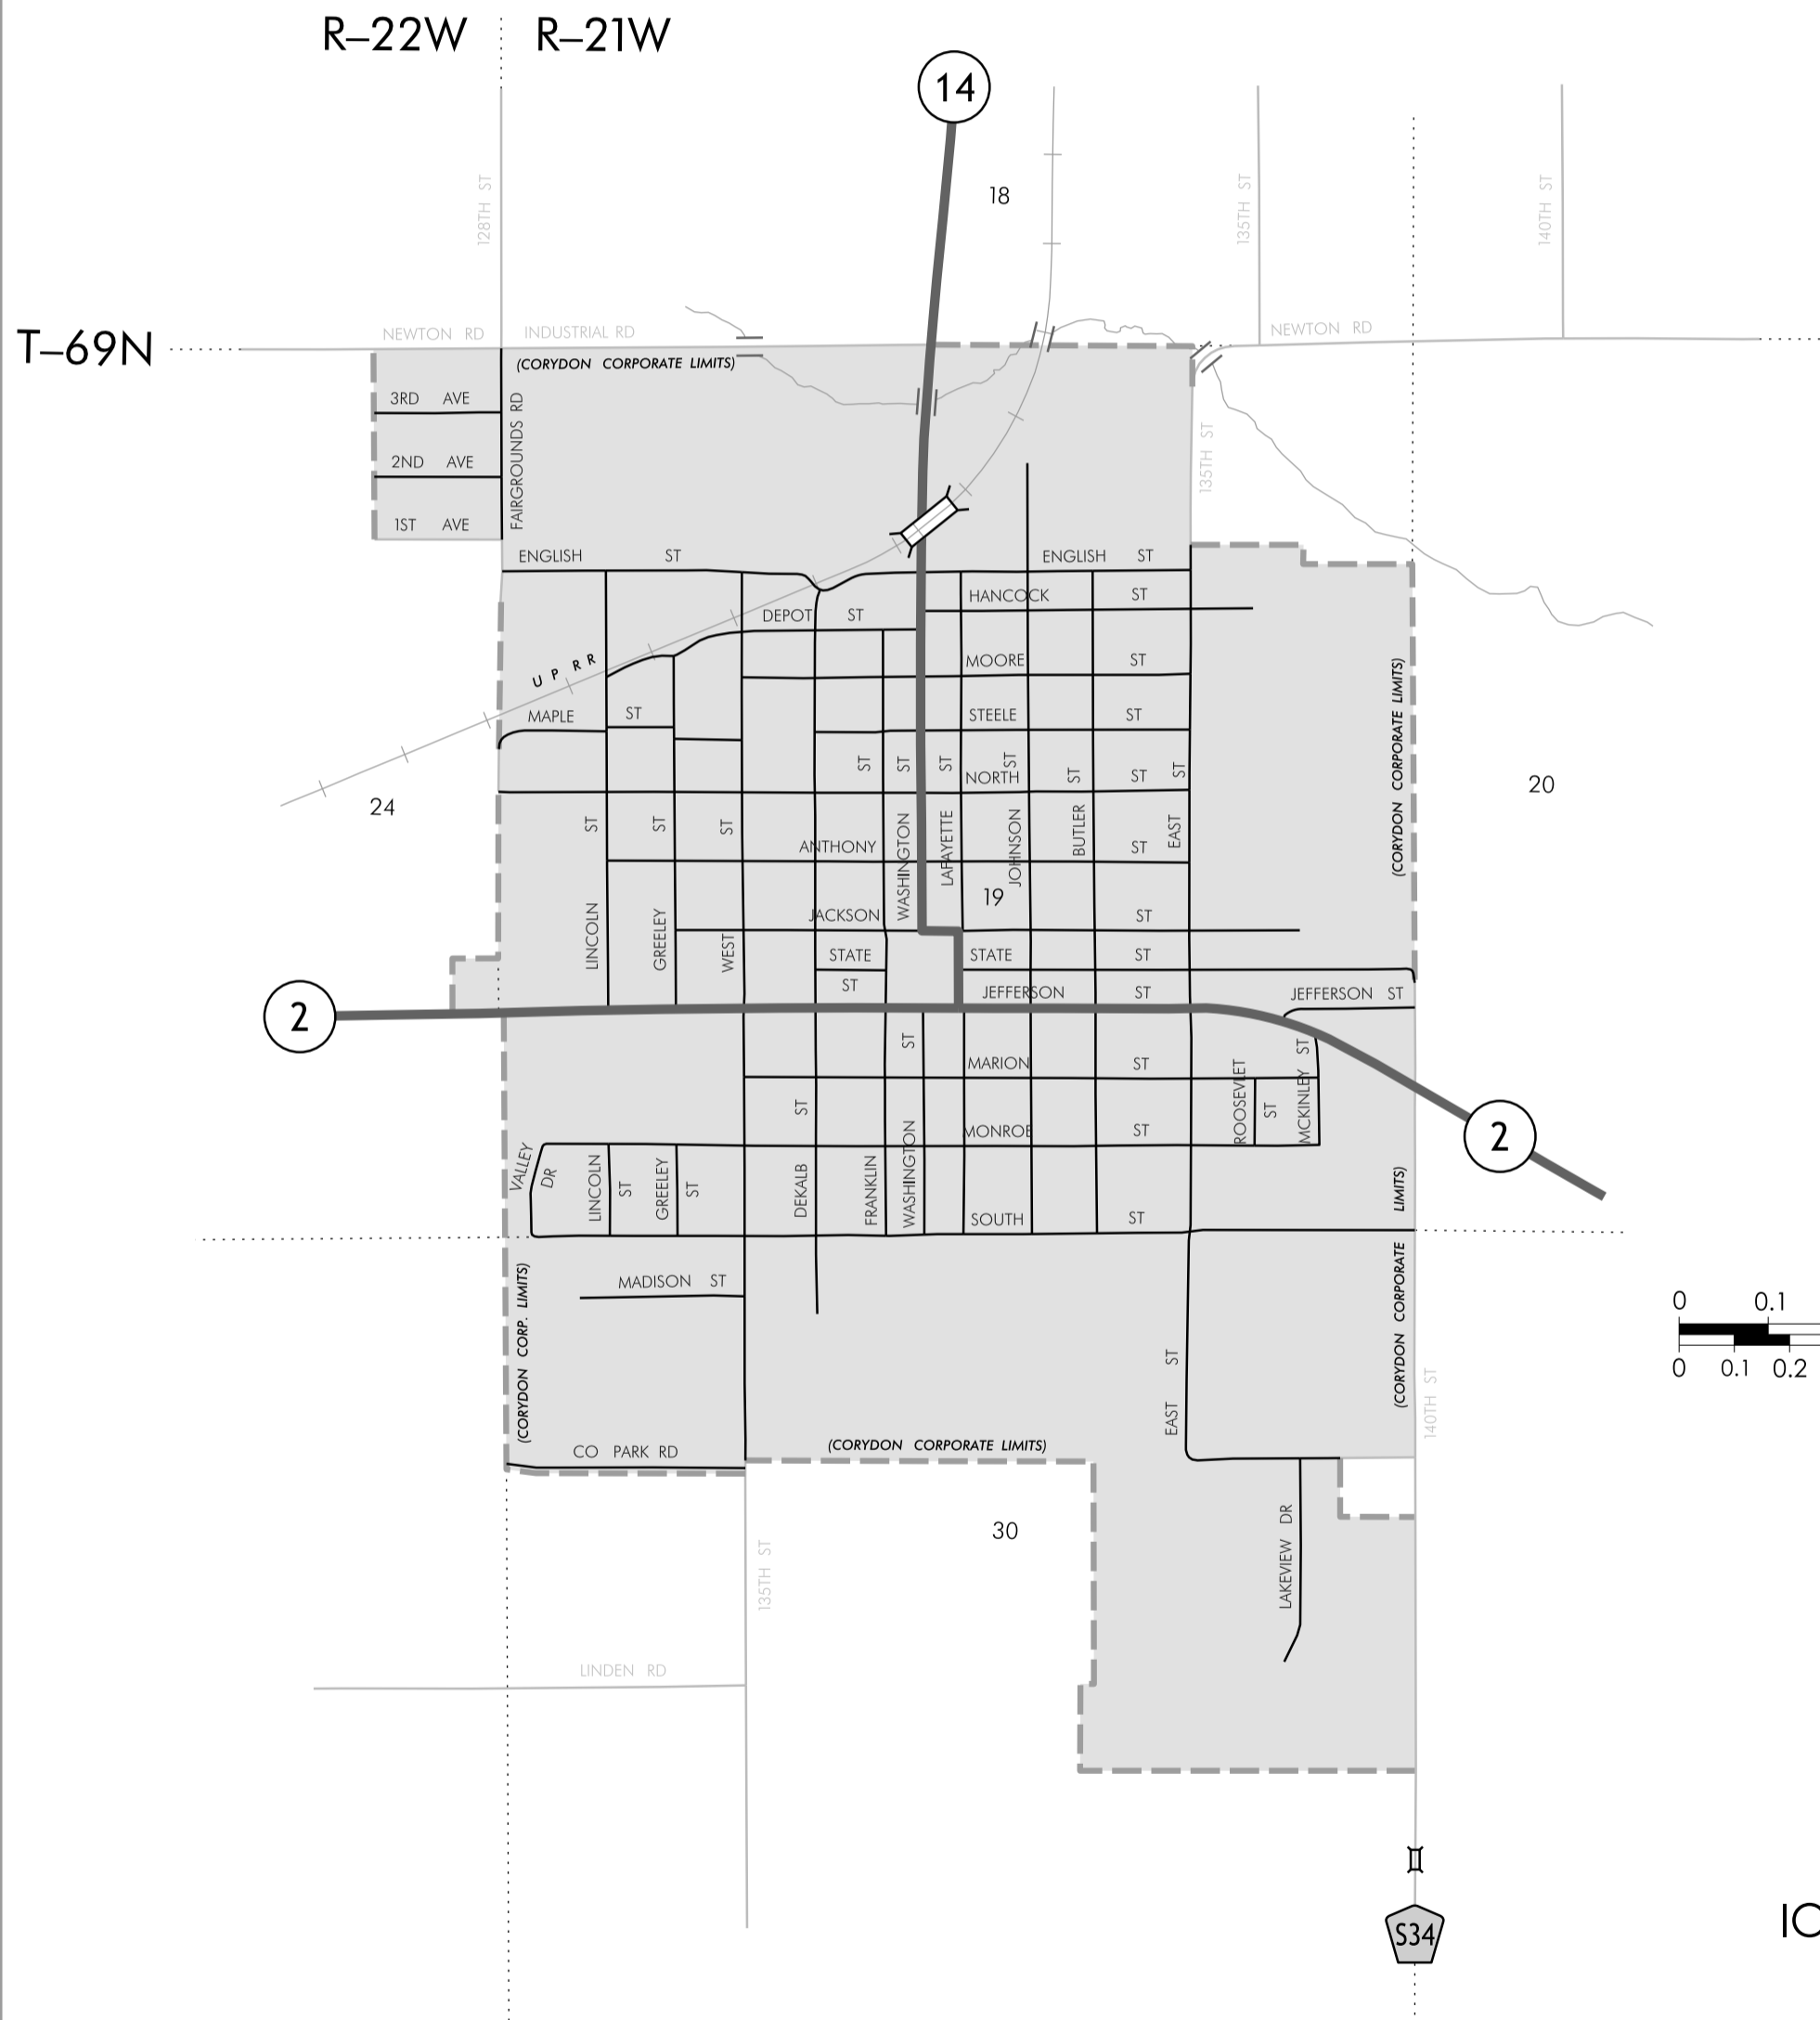 R–22W R–21W
14
18
128TH ST
135TH ST
140TH ST
T–69N
NEWTON RD
INDUSTRIAL RD
NEWTON RD
(CORYDON CORPORATE LIMITS)
3RD AVE
2ND AVE
1ST AVE
FAIRGROUNDS RD
135TH ST
ENGLISH ST
ENGLISH ST
HANCOCK ST
DEPOT ST
U P R R
MOORE ST
MAPLE ST
STEELE ST
(CORYDON CORPORATE LIMITS)
NORTH ST
24
20
LINCOLN ST
GREELEY ST
WEST ST
ST
WASHINGTON ST
LAFAYETTE ST
JOHNSON ST
BUTLER ST
EAST ST
ANTHONY ST
19
JACKSON ST
STATE ST
STATE ST
JEFFERSON ST
JEFFERSON ST
2
MARION ST
ROOSEVLET ST
MCKINLEY ST
MONROE ST
2
VALLEY DR
LINCOLN ST
GREELEY ST
DEKALB ST
FRANKLIN
WASHINGTON ST
SOUTH ST
(CORYDON CORPORATE LIMITS)
MADISON ST
(CORYDON CORP. LIMITS)
EAST ST
140TH ST
0 0.1
0 0.1 0.2
CO PARK RD
(CORYDON CORPORATE LIMITS)
30
135TH ST
LAKEVIEW DR
LINDEN RD
S34